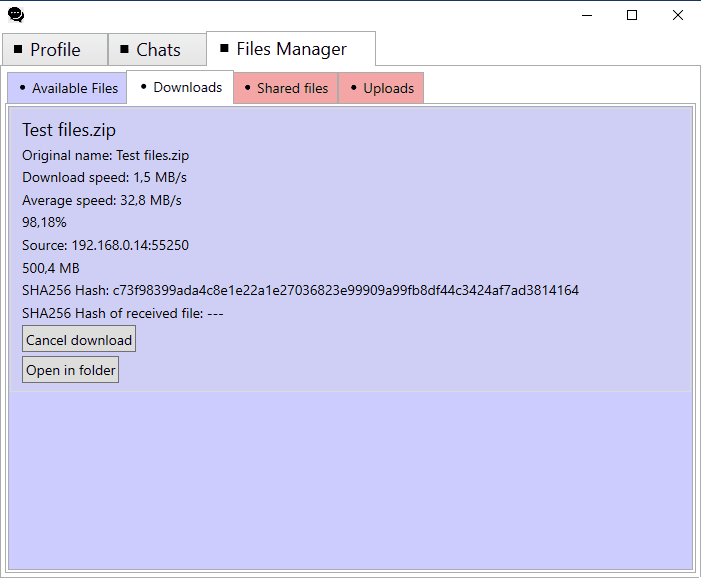 Profile
Chats
Files Manager
Available Files
Downloads
Shared files
Uploads
Test files.zip
Original name: Test files.zip
Download speed: 1,5 MB/s
Average speed: 32,8 MB/s
98,18%
Source: 192.168.0.14:55250
500,4 MB
SHA256 Hash: c73f98399ada4c8e1e22a1e27036823e99909a99fb8df44c3424af7ad3814164
SHA256 Hash of received file: ---
Cancel download
Open in folder